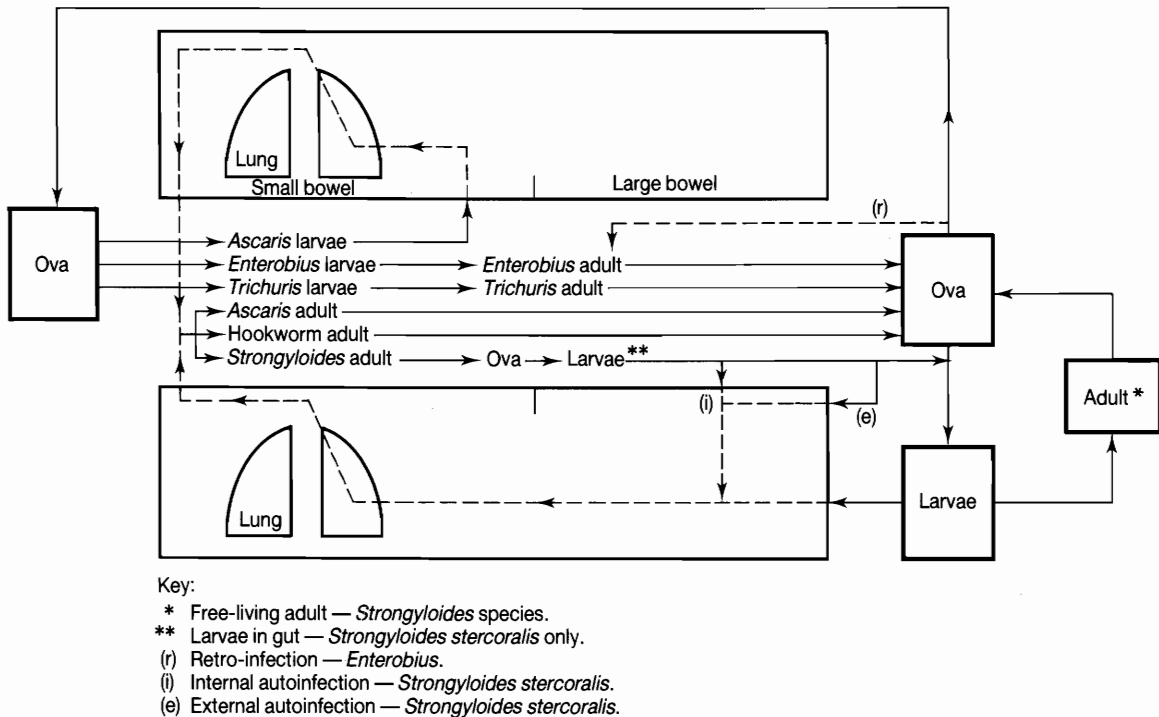 Lung
Small bowel
Large bowel
(r)
Ova
Ascaris larvae
Enterobius larvae
Enterobius adult
Trichuris larvae
Trichuris adult
Ascaris adult
Hookworm adult
Strongyloides adult
Ova
Larvae**
Ova
Adult*
(i)
(e)
Lung
Larvae
Key:
* Free-living adult — Strongyloides species.
** Larvae in gut — Strongyloides stercoralis only.
(r) Retro-infection — Enterobius.
(i) Internal autoinfection — Strongyloides stercoralis.
(e) External autoinfection — Strongyloides stercoralis.